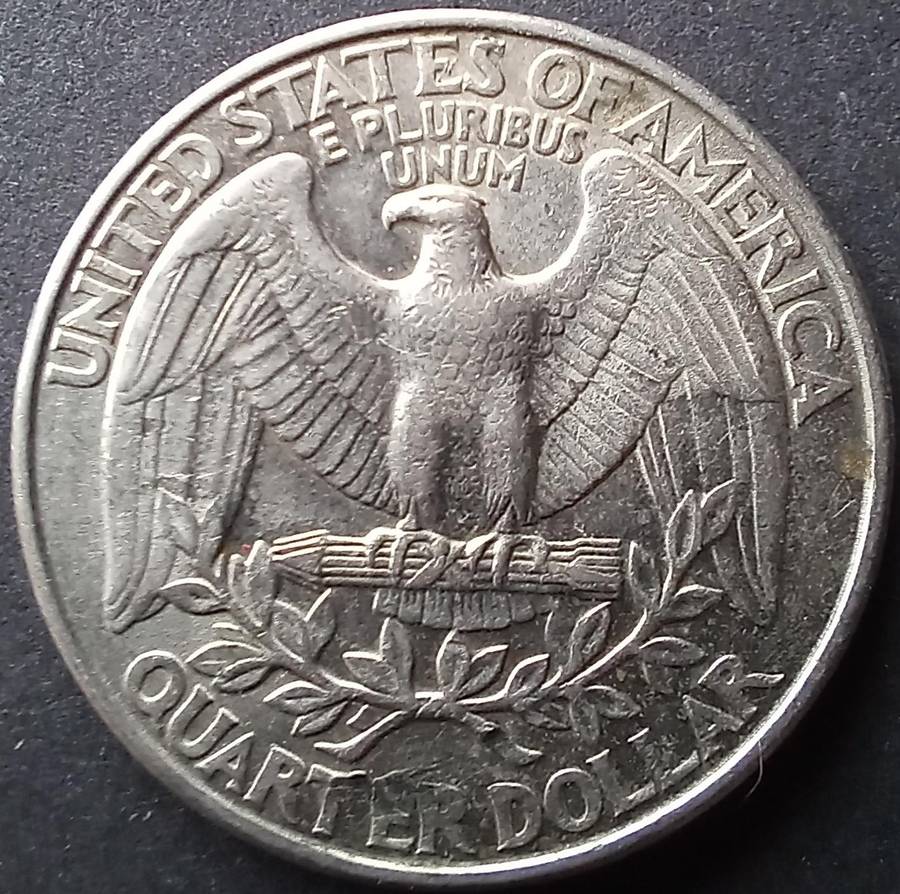 UNITED STATES OF AMERICA
E PLURIBUS
UNUM
QUARTER DOLLAR